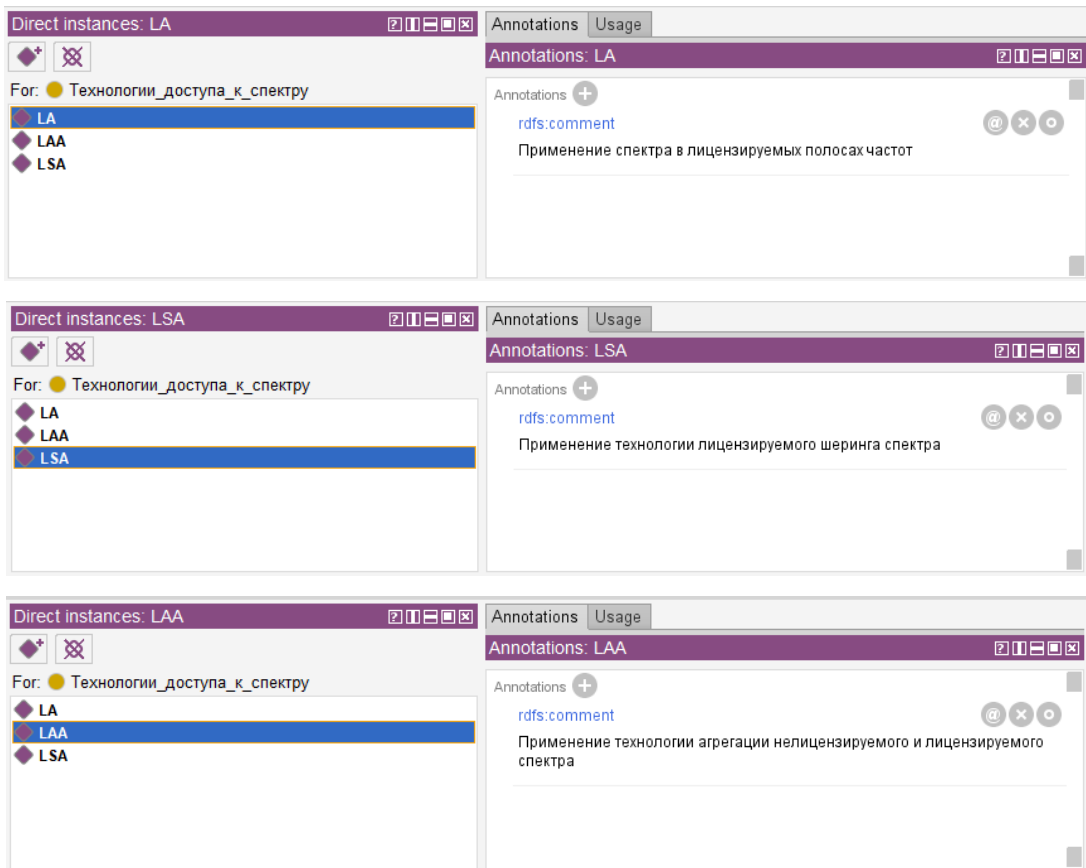 Direct instances: LA
Annotations Usage
Annotations: LA
For: Технологии_доступа_к_спектру
LA
LAA
LSA
Annotations
rdfs:comment
Применение спектра в лицензируемых полосах частот
Direct instances: LSA
Annotations Usage
Annotations: LSA
For: Технологии_доступа_к_спектру
LA
LAA
LSA
Annotations
rdfs:comment
Применение технологии лицензируемого шеринга спектра
Direct instances: LAA
Annotations Usage
Annotations: LAA
For: Технологии_доступа_к_спектру
LA
LAA
LSA
Annotations
rdfs:comment
Применение технологии агрегации нелицензируемого и лицензируемого
спектра